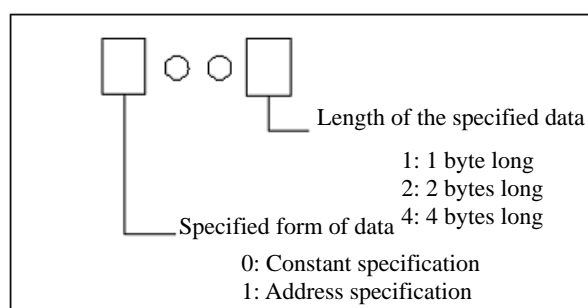 Length of the specified data
1: 1 byte long
2: 2 bytes long
4: 4 bytes long
Specified form of data
0: Constant specification
1: Address specification